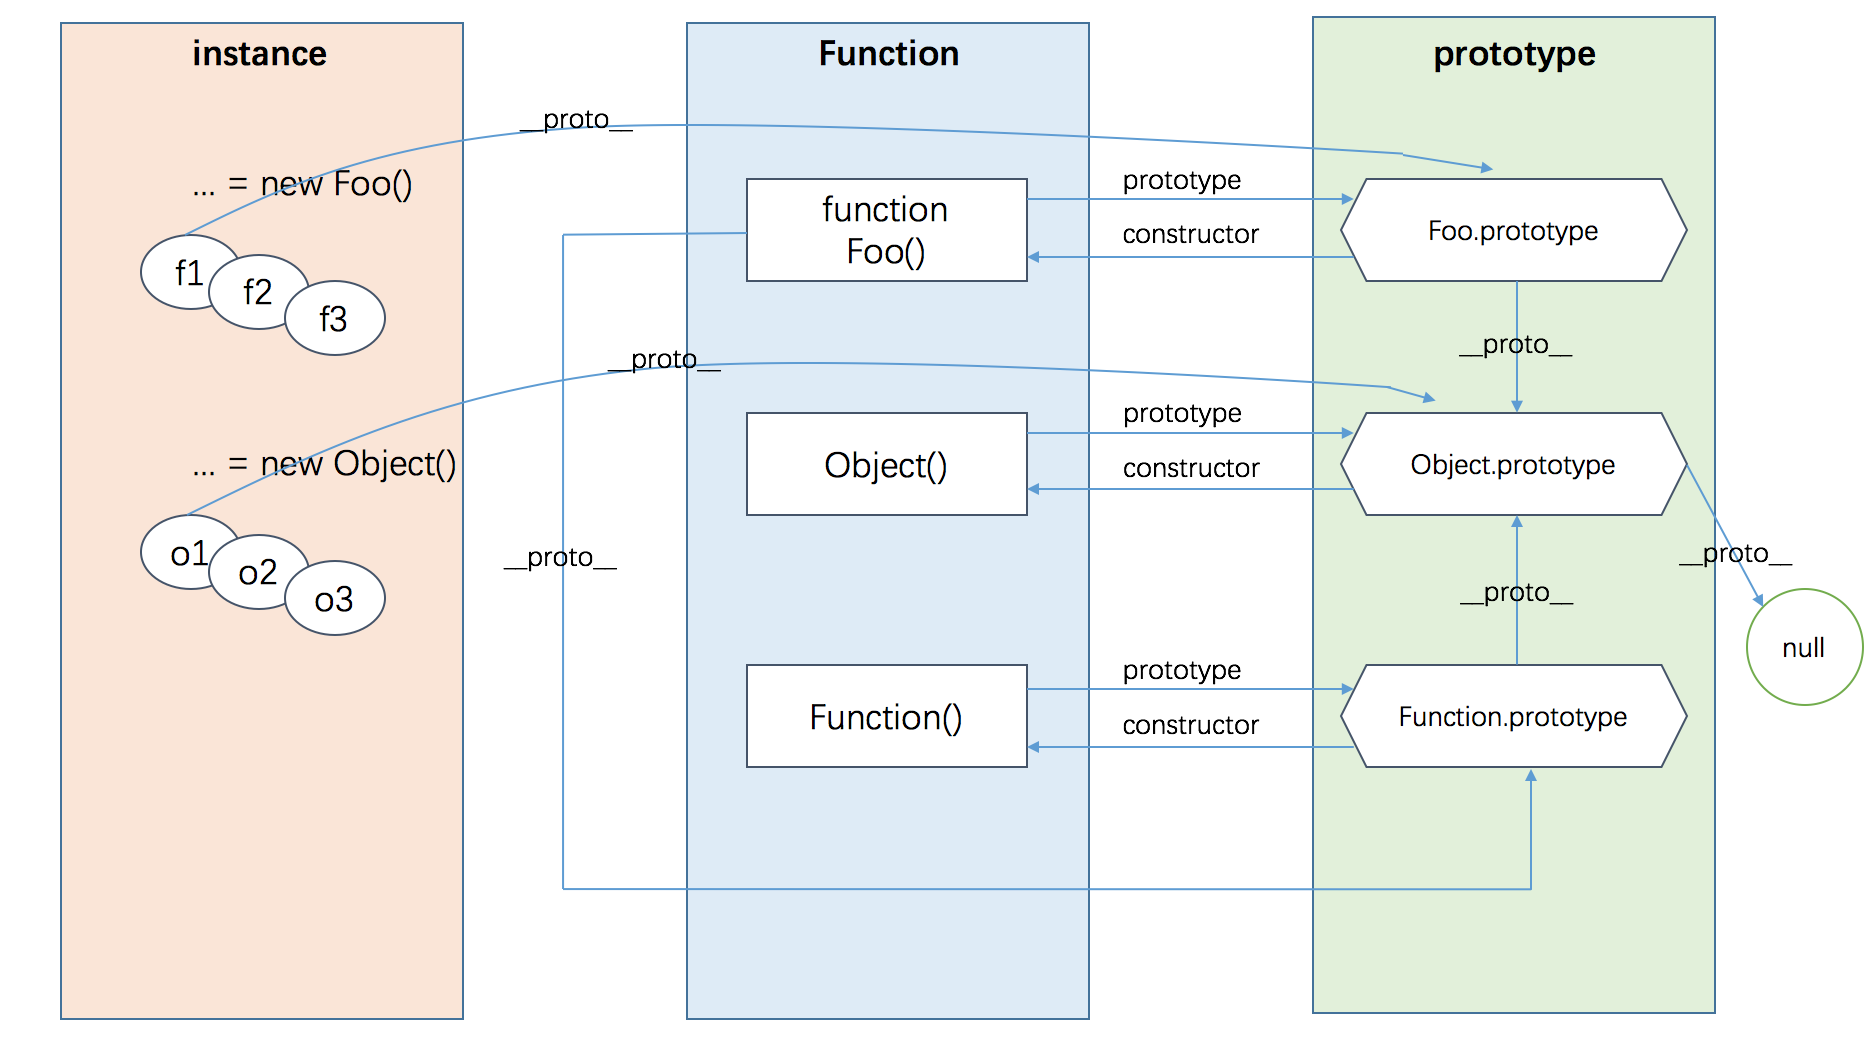 instance
Function
prototype
__proto__
... = new Foo()
f1
f2
f3
function
Foo()
prototype
constructor
Foo.prototype
__proto__
__proto__
... = new Object()
o1
o2
o3
Object()
prototype
constructor
Object.prototype
__proto__
__proto__
__proto__
null
Function()
prototype
constructor
Function.prototype